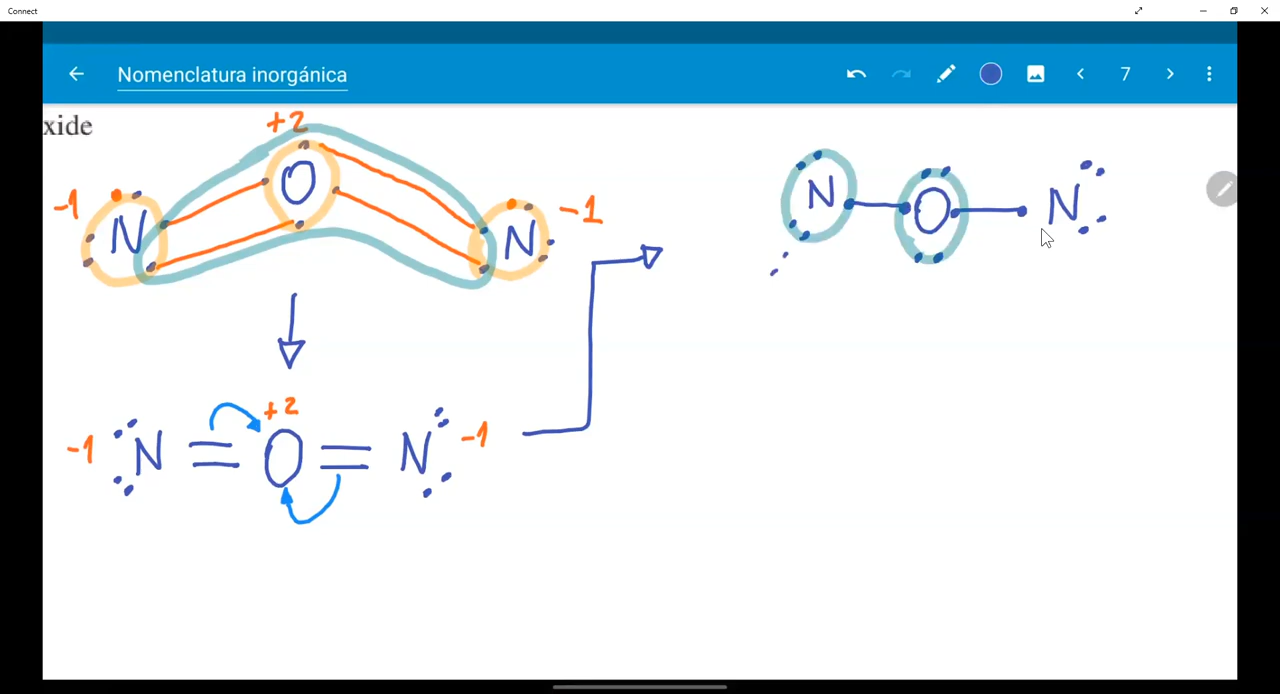 Connect
Nomenclatura inorgánica
7
xide
+2
-1 N O N -1
N O N
+2
-1 N = O = N -1